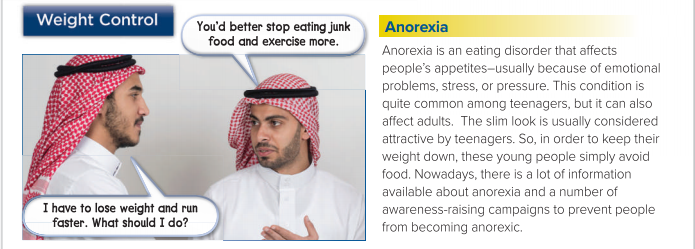 Weight Control
You'd better stop eating junk
food and exercise more.
I have to lose weight and run
faster. What should I do?
Anorexia
Anorexia is an eating disorder that affects
people's appetites–usually because of emotional
problems, stress, or pressure. This condition is
quite common among teenagers, but it can also
affect adults.  The slim look is usually considered
attractive by teenagers. So, in order to keep their
weight down, these young people simply avoid
food. Nowadays, there is a lot of information
available about anorexia and a number of
awareness-raising campaigns to prevent people
from becoming anorexic.